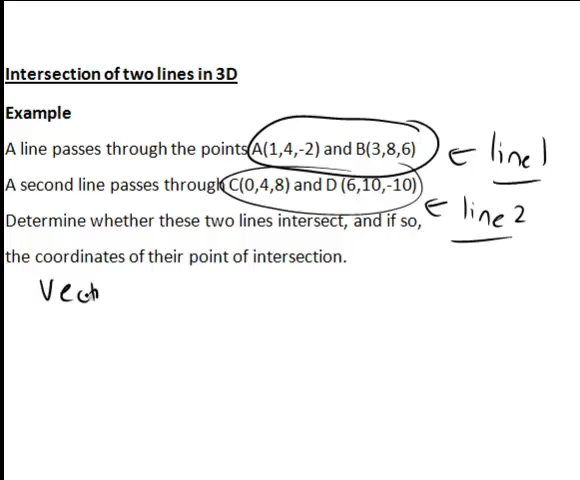 Intersection of two lines in 3D
Example
A line passes through the points A(1,4,-2) and B(3,8,6) ∈ line 1
A second line passes through C(0,4,8) and D (6,10,-10) ∈ line 2
Determine whether these two lines intersect, and if so,
the coordinates of their point of intersection.